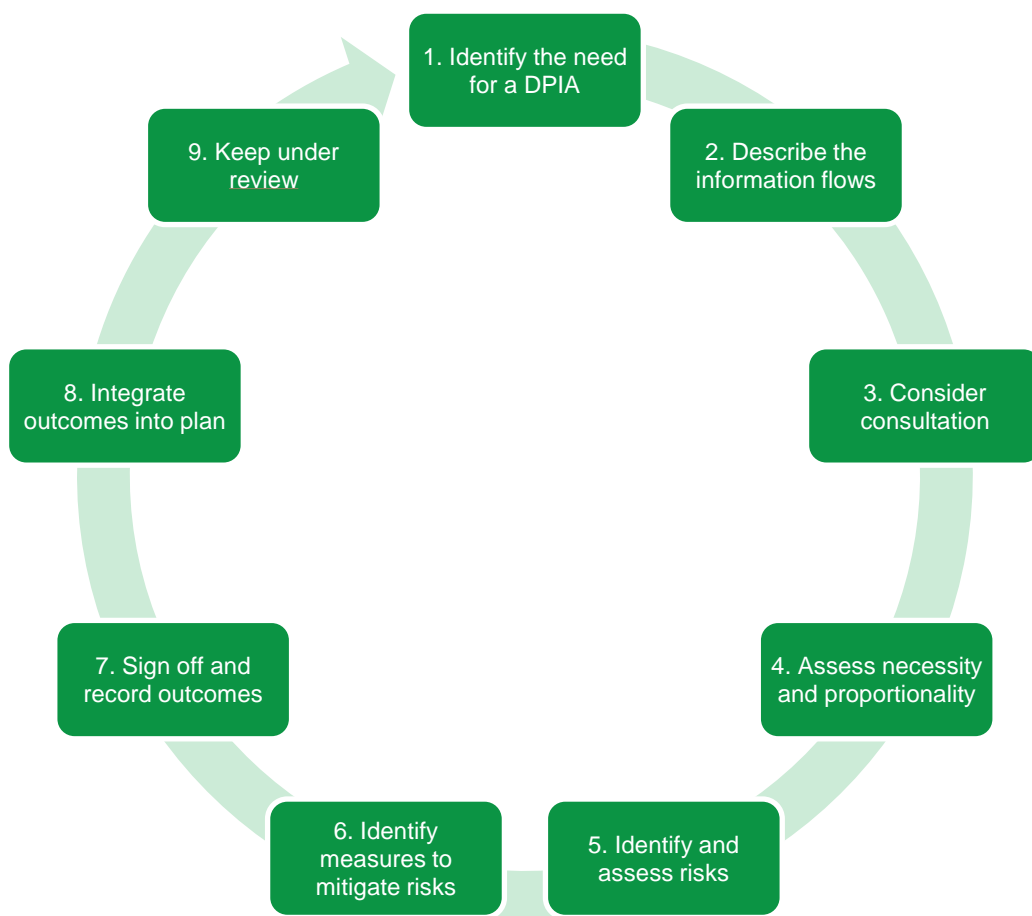 1. Identify the need
for a DPIA
2. Describe the
information flows
3. Consider
consultation
4. Assess necessity
and proportionality
5. Identify and
assess risks
6. Identify
measures to
mitigate risks
7. Sign off and
record outcomes
8. Integrate
outcomes into plan
9. Keep under
review